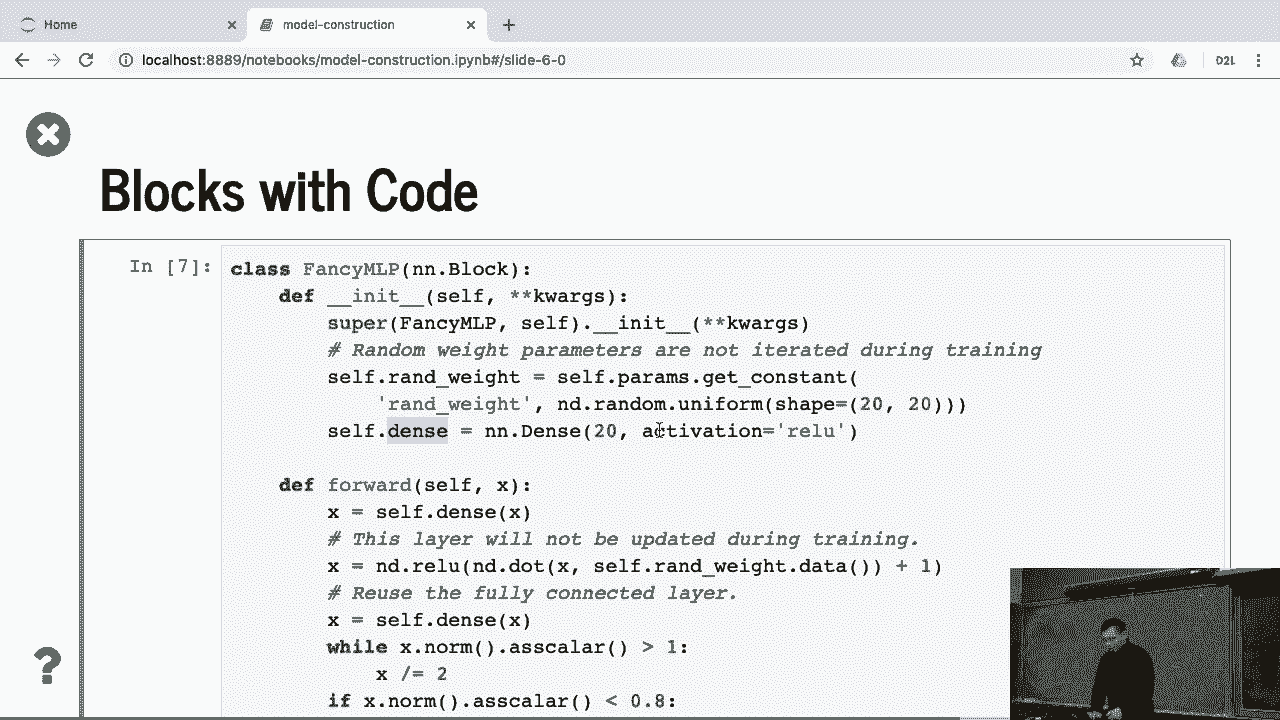 Home
model-construction
localhost:8889/notebooks/model-construction.ipynb#/slide-6-0
Blocks with Code
In [7]:
class FancyMLP(nn.Block):
def __init__(self, **kwargs):
super(FancyMLP, self).__init__(**kwargs)
# Random weight parameters are not iterated during training
self.rand_weight = self.params.get_constant(
'rand_weight', nd.random.uniform(shape=(20, 20)))
self.dense = nn.Dense(20, activation='relu')
def forward(self, x):
x = self.dense(x)
# This layer will not be updated during training.
x = nd.relu(nd.dot(x, self.rand_weight.data()) + 1)
# Reuse the fully connected layer.
x = self.dense(x)
while x.norm().asscalar() > 1:
x /= 2
if x.norm().asscalar() < 0.8:
?